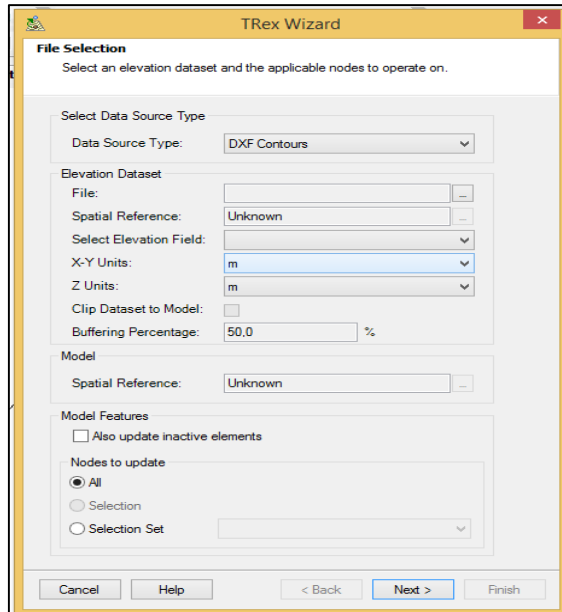 TRex Wizard
File Selection
Select an elevation dataset and the applicable nodes to operate on.
Select Data Source Type
Data Source Type: DXF Contours
Elevation Dataset
File: ...
Spatial Reference: Unknown ...
Select Elevation Field:
X-Y Units: m
Z Units: m
Clip Dataset to Model:
Buffering Percentage: 50,0 %
Model
Spatial Reference: Unknown ...
Model Features
Also update inactive elements
Nodes to update
All
Selection
Selection Set
Cancel Help < Back Next > Finish